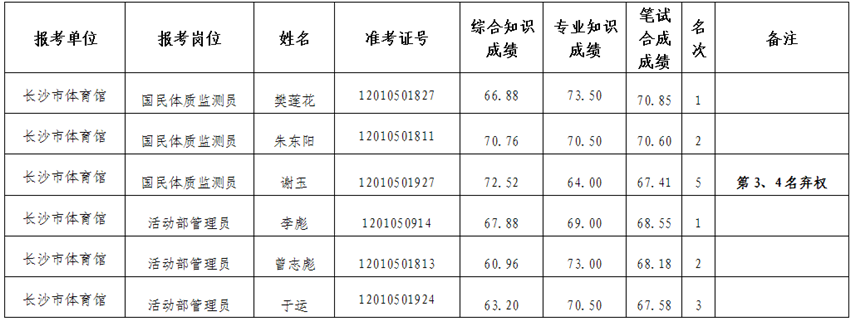 报考单位 报考岗位 姓名 准考证号 综合知识成绩 专业知识成绩 笔试合成成绩 名次 备注
长沙市体育馆 国民体质监测员 樊莲花 12010501827 66.88 73.50 70.85 1
长沙市体育馆 国民体质监测员 朱东阳 12010501811 70.76 70.50 70.60 2
长沙市体育馆 国民体质监测员 谢玉 12010501927 72.52 64.00 67.41 5 第3、4名弃权
长沙市体育馆 活动部管理员 李彪 1201050914 67.88 69.00 68.55 1
长沙市体育馆 活动部管理员 曾志彪 12010501813 60.96 73.00 68.18 2
长沙市体育馆 活动部管理员 于运 12010501924 63.20 70.50 67.58 3